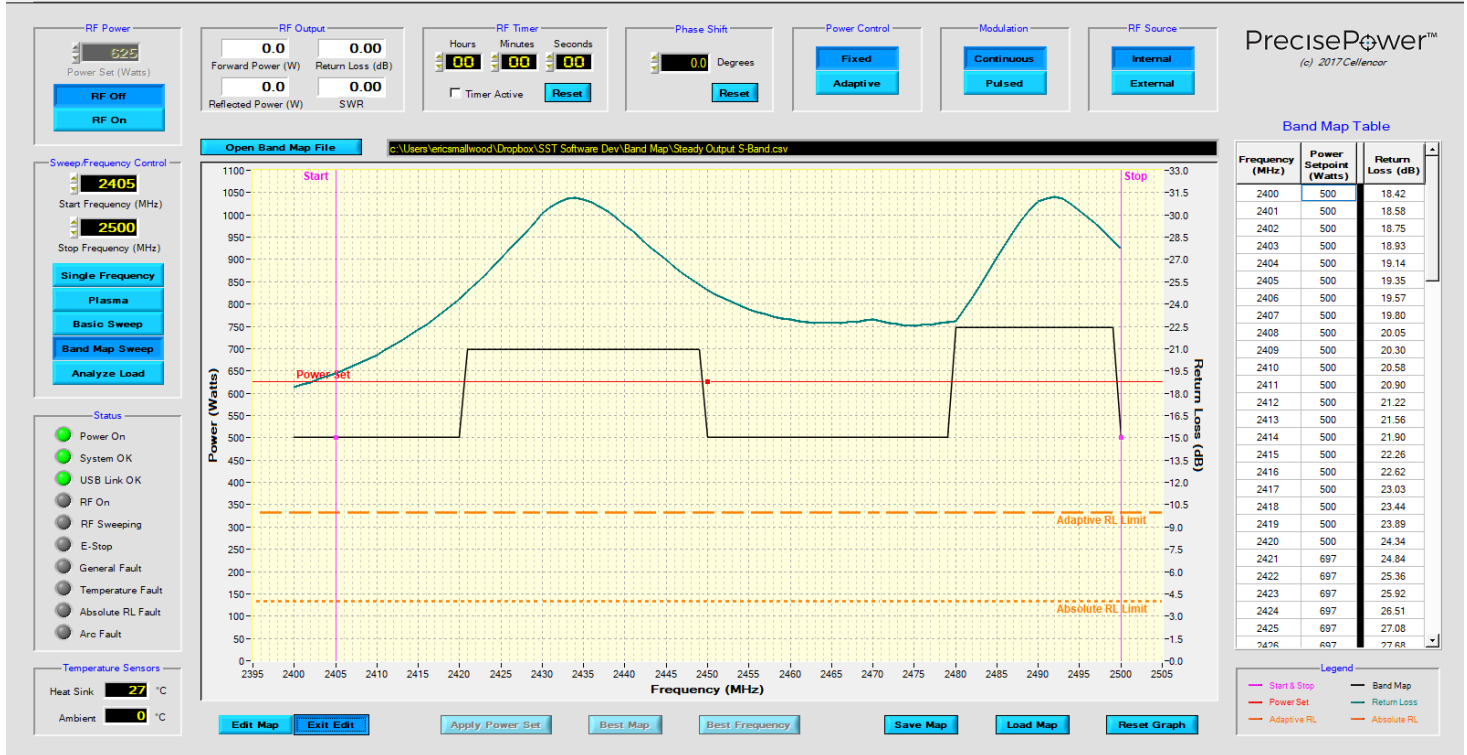 RF Power
625
Power Set (Watts)
RF Off
RF On
RF Output
0.0 0.00
Forward Power (W) Return Loss (dB)
0.0 0.00
Reflected Power (W) SWR
RF Timer
Hours Minutes Seconds
00 00 00
Timer Active Reset
Phase Shift
0.0 Degrees
Reset
Power Control
Fixed
Adaptive
Modulation
Continuous
Pulsed
RF Source
Internal
External
PrecisePower™
(c) 2017Cellencor
Sweep/Frequency Control
2405
Start Frequency (MHz)
2500
Stop Frequency (MHz)
Single Frequency
Plasma
Basic Sweep
Band Map Sweep
Analyze Load
Status
Power On
System OK
USB Link OK
RF On
RF Sweeping
E-Stop
General Fault
Temperature Fault
Absolute RL Fault
Arc Fault
Temperature Sensors
Heat Sink 27 °C
Ambient 0 °C
Open Band Map File c:\Users\ericsmallwood\Dropbox\SST Software Dev\Band Map\Steady Output S-Band.csv
Start Stop
Power Set
Adaptive RL Limit
Absolute RL Limit
Power (Watts)
1100
1050
1000
950
900
850
800
750
700
650
600
550
500
450
400
350
300
250
200
150
100
50
0
Return Loss (dB)
33.0
31.5
30.0
28.5
27.0
25.5
24.0
22.5
21.0
19.5
18.0
16.5
15.0
13.5
12.0
10.5
9.0
7.5
6.0
4.5
3.0
1.5
0.0
2395 2400 2405 2410 2415 2420 2425 2430 2435 2440 2445 2450 2455 2460 2465 2470 2475 2480 2485 2490 2495 2500 2505
Frequency (MHz)
Edit Map Exit Edit Apply Power Set Best Map Best Frequency Save Map Load Map Reset Graph
Band Map Table
Frequency (MHz) Power Setpoint (Watts) Return Loss (dB)
2400 500 18.42
2401 500 18.58
2402 500 18.75
2403 500 18.93
2404 500 19.14
2405 500 19.35
2406 500 19.57
2407 500 19.80
2408 500 20.05
2409 500 20.30
2410 500 20.58
2411 500 20.90
2412 500 21.22
2413 500 21.56
2414 500 21.90
2415 500 22.26
2416 500 22.62
2417 500 23.03
2418 500 23.44
2419 500 23.89
2420 500 24.34
2421 697 24.84
2422 697 25.36
2423 697 25.92
2424 697 26.51
2425 697 27.08
2426 697 27.68
Legend
Start & Stop Band Map
Power Set Return Loss
Adaptive RL Absolute RL